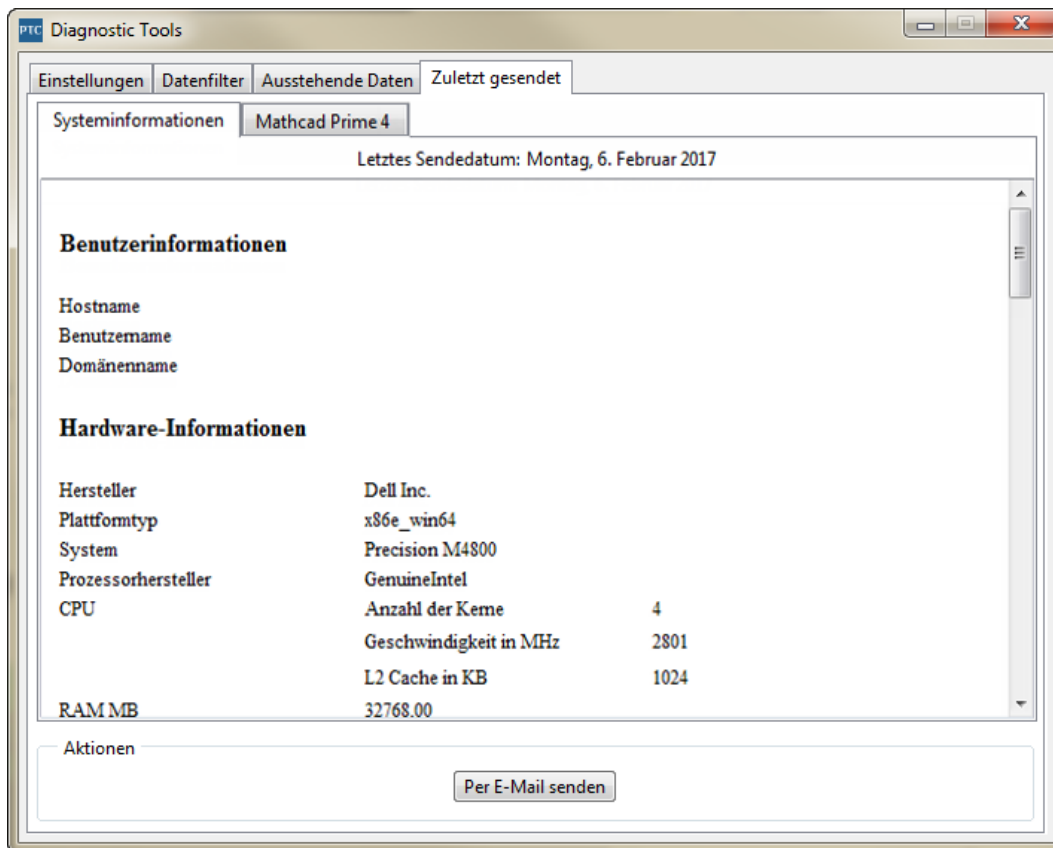 PTC Diagnostic Tools
Einstellungen Datenfilter Ausstehende Daten Zuletzt gesendet
Systeminformationen Mathcad Prime 4
Letztes Sendedatum: Montag, 6. Februar 2017
Benutzerinformationen
Hostname
Benutzername
Domänenname
Hardware-Informationen
Hersteller Dell Inc.
Plattformtyp x86e_win64
System Precision M4800
Prozessorhersteller GenuineIntel
CPU Anzahl der Kerne 4
Geschwindigkeit in MHz 2801
L2 Cache in KB 1024
RAM MB 32768.00
Aktionen
Per E-Mail senden